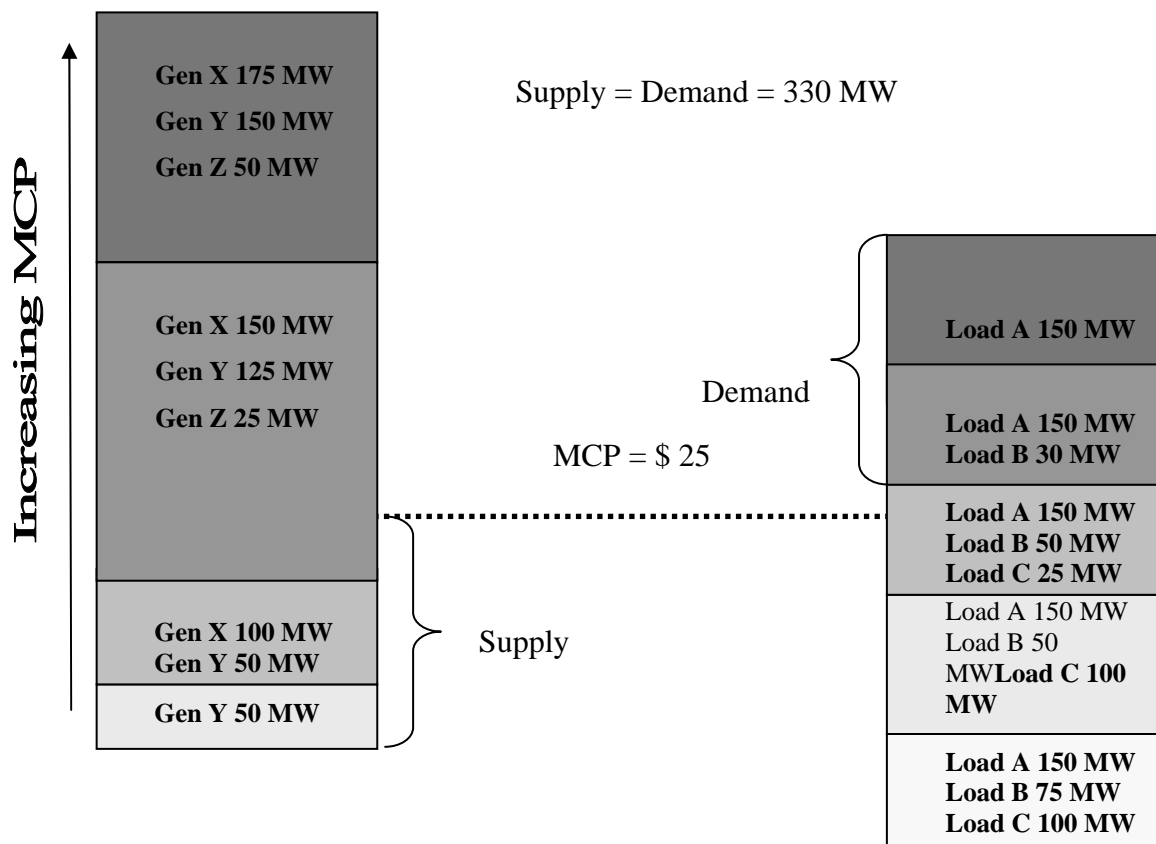 Increasing MCP
Gen X 175 MW
Gen Y 150 MW
Gen Z 50 MW
Gen X 150 MW
Gen Y 125 MW
Gen Z 25 MW
Gen X 100 MW
Gen Y 50 MW
Gen Y 50 MW
Supply = Demand = 330 MW
Demand
MCP = $ 25
Supply
Load A 150 MW
Load A 150 MW
Load B 30 MW
Load A 150 MW
Load B 50 MW
Load C 25 MW
Load A 150 MW
Load B 50
MWLoad C 100
MW
Load A 150 MW
Load B 75 MW
Load C 100 MW